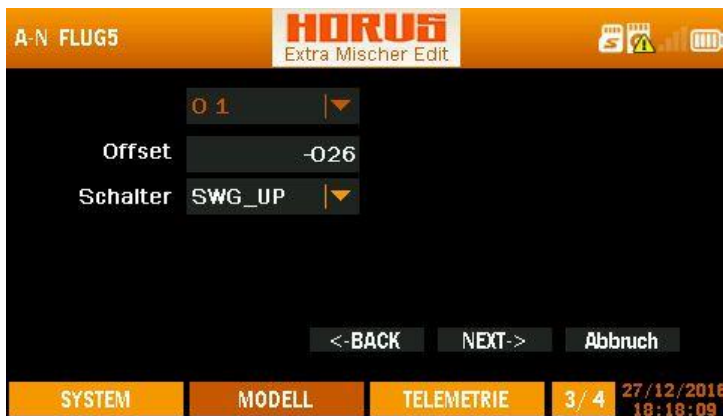 A-N FLUG5
HORUS
Extra Mischer Edit
O 1
Offset -026
Schalter SWG_UP
<-BACK NEXT-> Abbruch
SYSTEM MODELL TELEMETRIE 3/4 27/12/2016
18:18:09